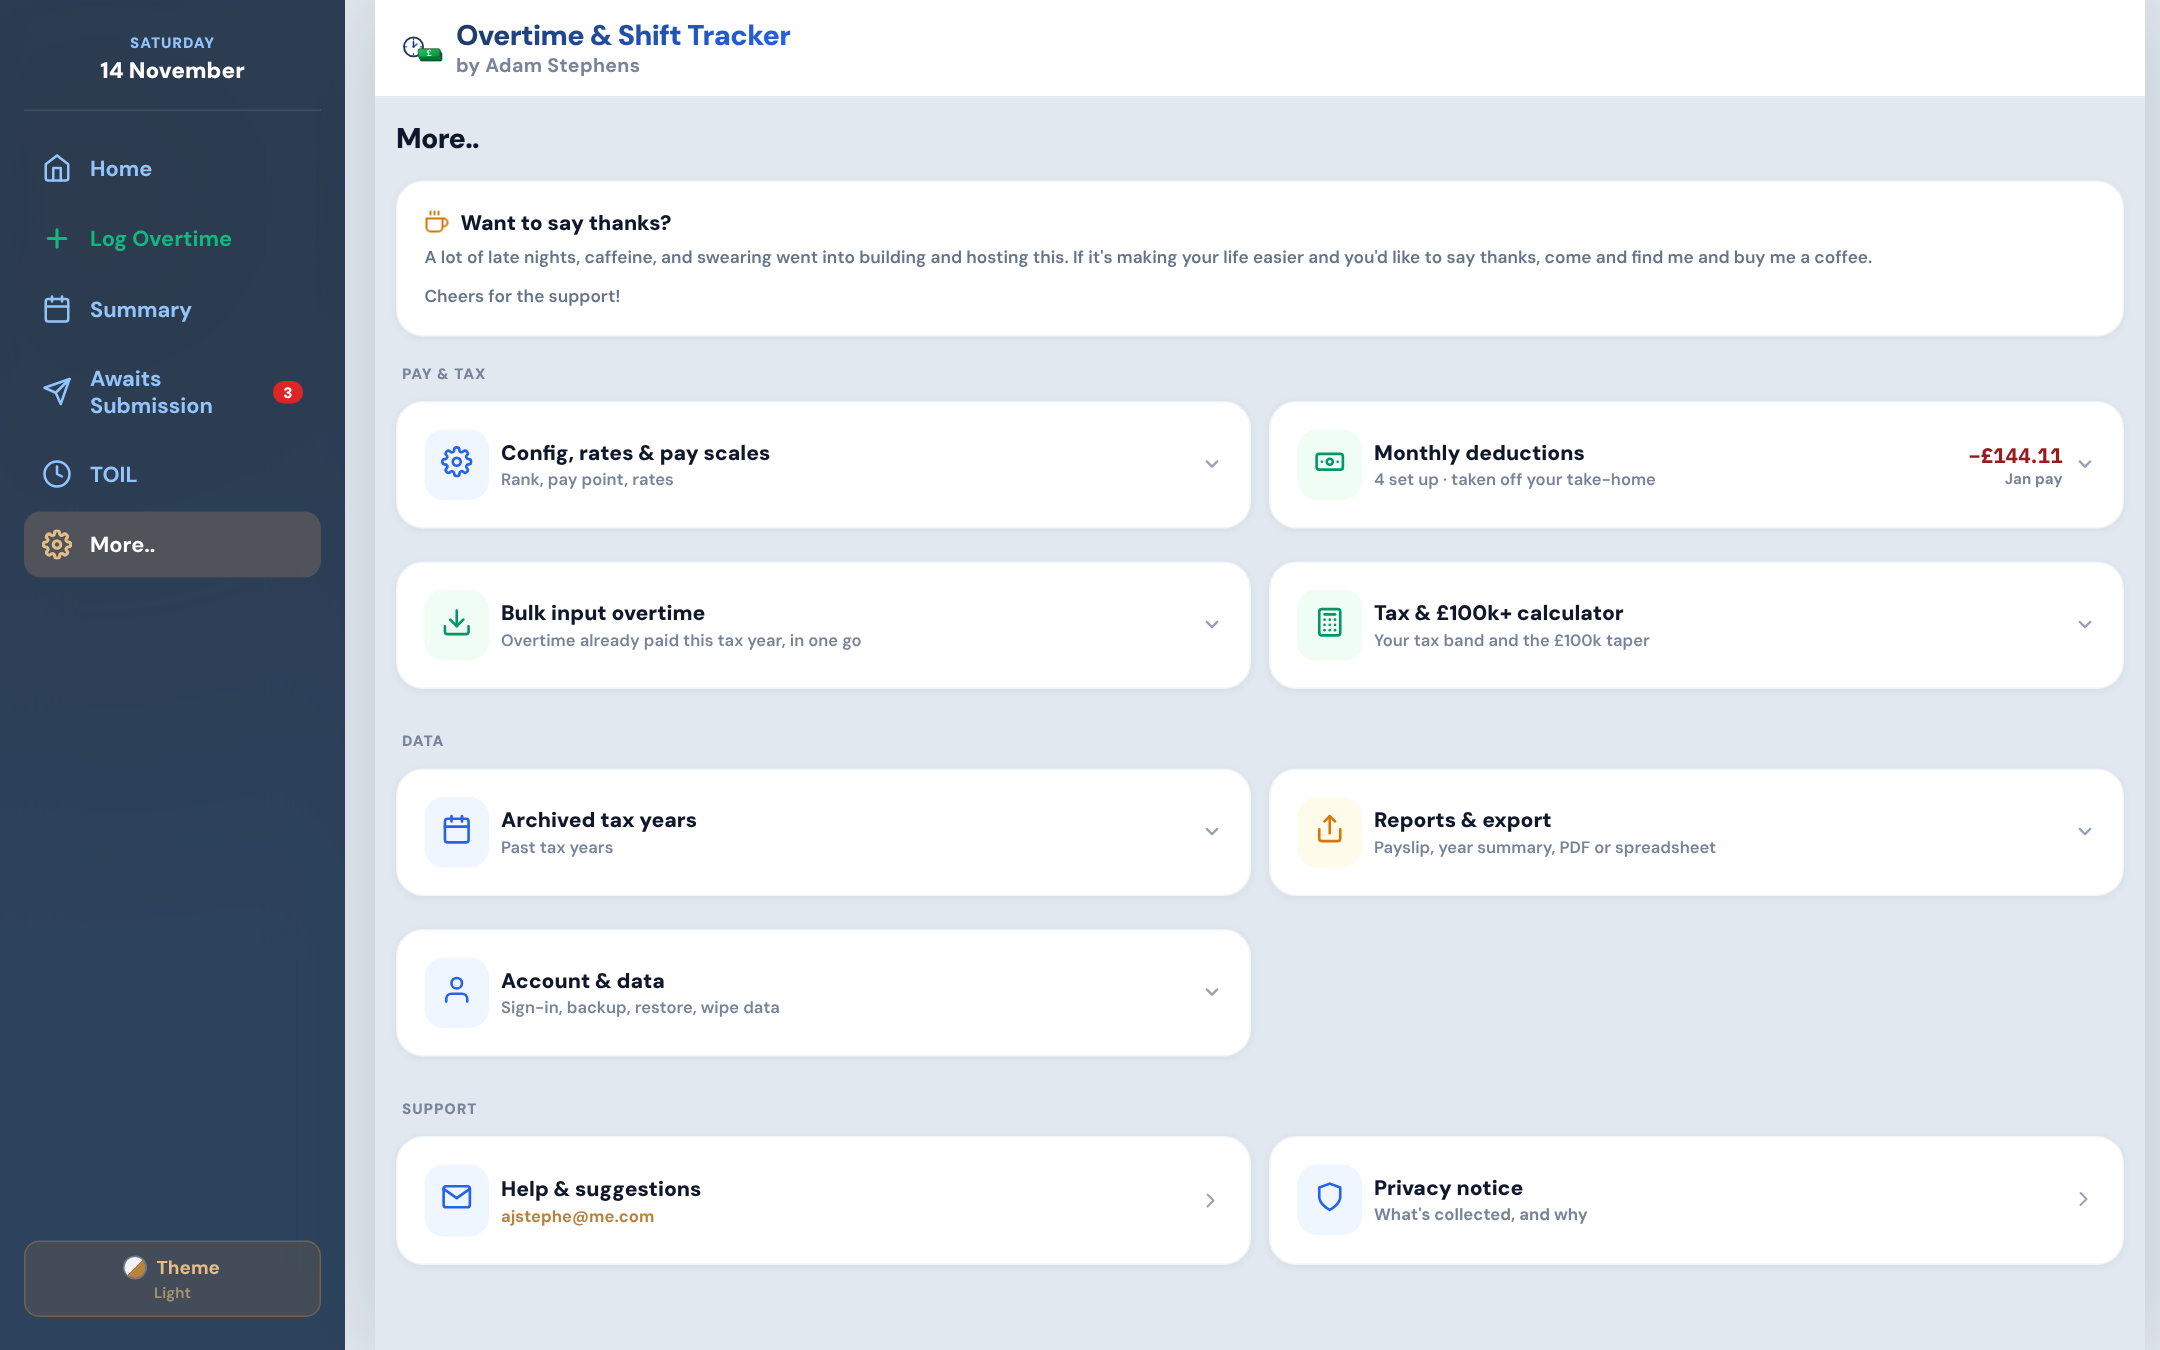 SATURDAY
14 November
Home
Log Overtime
Summary
Awaits
Submission
3
TOIL
More..
Theme
Light
£
Overtime & Shift Tracker
by Adam Stephens
More..
Want to say thanks?
A lot of late nights, caffeine, and swearing went into building and hosting this. If it's making your life easier and you'd like to say thanks, come and find me and buy me a coffee.
Cheers for the support!
PAY & TAX
Config, rates & pay scales
Rank, pay point, rates
Monthly deductions
4 set up · taken off your take-home
−£144.11
Jan pay
Bulk input overtime
Overtime already paid this tax year, in one go
Tax & £100k+ calculator
Your tax band and the £100k taper
DATA
Archived tax years
Past tax years
Reports & export
Payslip, year summary, PDF or spreadsheet
Account & data
Sign-in, backup, restore, wipe data
SUPPORT
Help & suggestions
ajstephe@me.com
Privacy notice
What's collected, and why